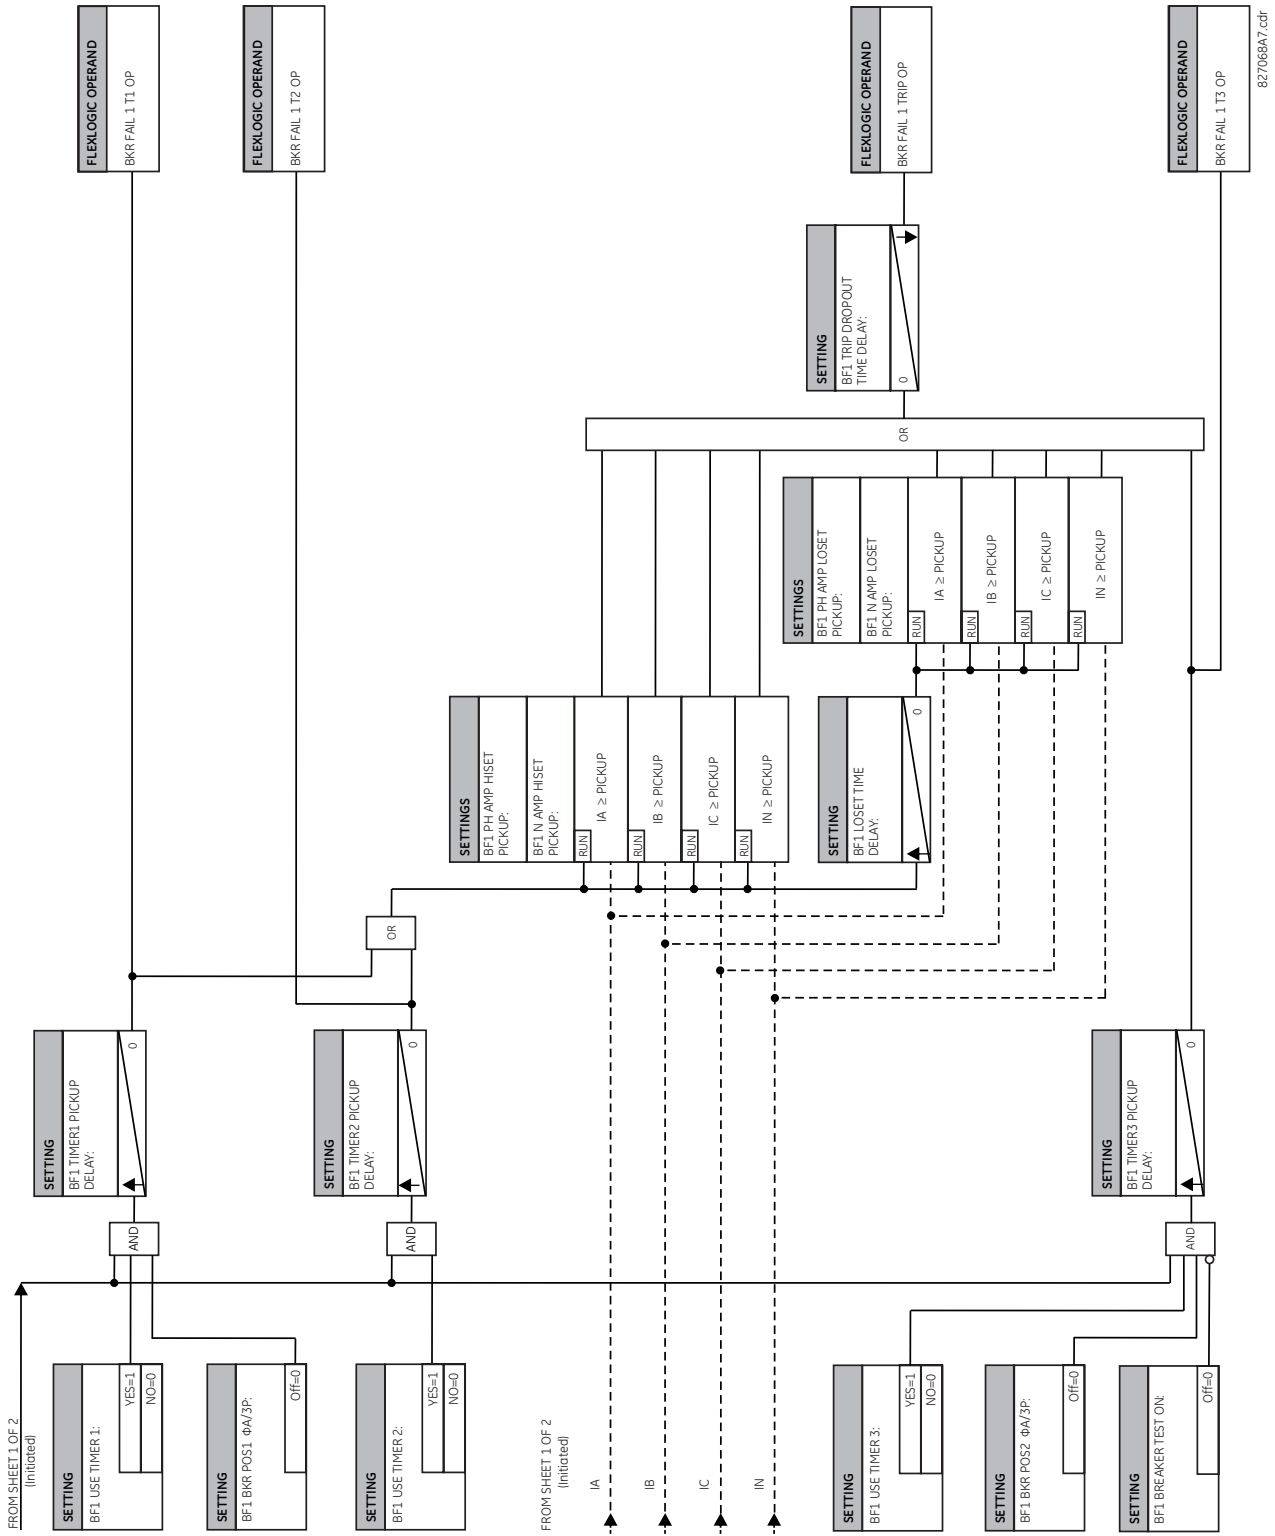 FROM SHEET 1 OF 2
(Initiated)
SETTING
BF1 USE TIMER 1:
YES=1
NO=0
SETTING
BF1 BKR POS1 ΦA/3P:
Off=0
SETTING
BF1 USE TIMER 2:
YES=1
NO=0
FROM SHEET 1 OF 2
(Initiated)
IA
IB
IC
IN
SETTING
BF1 USE TIMER 3:
YES=1
NO=0
SETTING
BF1 BKR POS2 ΦA/3P:
Off=0
SETTING
BF1 BREAKER TEST ON:
Off=0
AND
AND
AND
SETTING
BF1 TIMER1 PICKUP
DELAY:
0
SETTING
BF1 TIMER2 PICKUP
DELAY:
0
SETTING
BF1 TIMER3 PICKUP
DELAY:
0
OR
SETTINGS
BF1 PH AMP HISET
PICKUP:
BF1 N AMP HISET
PICKUP:
RUN
IA ≥ PICKUP
RUN
IB ≥ PICKUP
RUN
IC ≥ PICKUP
RUN
IN ≥ PICKUP
SETTING
BF1 LOSET TIME
DELAY:
0
SETTINGS
BF1 PH AMP LOSET
PICKUP:
BF1 N AMP LOSET
PICKUP:
RUN
IA ≥ PICKUP
RUN
IB ≥ PICKUP
RUN
IC ≥ PICKUP
RUN
IN ≥ PICKUP
OR
SETTING
BF1 TRIP DROPOUT
TIME DELAY:
0
FLEXLOGIC OPERAND
BKR FAIL 1 T1 OP
FLEXLOGIC OPERAND
BKR FAIL 1 T2 OP
FLEXLOGIC OPERAND
BKR FAIL 1 TRIP OP
FLEXLOGIC OPERAND
BKR FAIL 1 T3 OP
827068A7.cdr